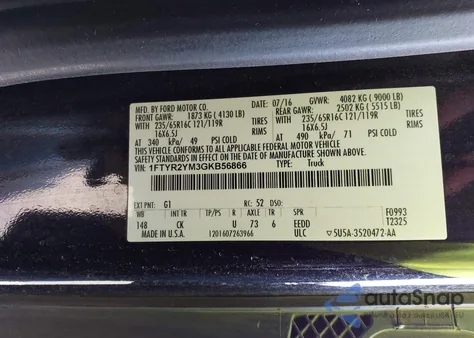 MFD. BY FORD MOTOR CO.
07/16 GVWR: 4082 KG ( 9000 LB)
FRONT GAWR: 1873 KG ( 4130 LB) REAR GAWR: 2502 KG ( 5515 LB)
WITH TIRES WITH TIRES
235/65R16C 121/119R 235/65R16C 121/119R
16X6.5J RIMS 16X6.5J RIMS
AT 340 kPa/ 49 PSI COLD AT 490 kPa/ 71 PSI COLD
THIS VEHICLE CONFORMS TO ALL APPLICABLE FEDERAL MOTOR VEHICLE
SAFETY STANDARDS IN EFFECT ON THE DATE OF MANUFACTURE SHOWN ABOVE.
VIN: 1FTYR2YM3GKB56866 TYPE: Truck
EXT PNT: G1 RC: 52 DSO:
WB INT TR TP/PS R AXLE TR SPR F0993
148 CK U 73 6 EEDD T2325
MADE IN U.S.A. 1201607263966 ULC 5U5A-3520472-AA
autoSnap